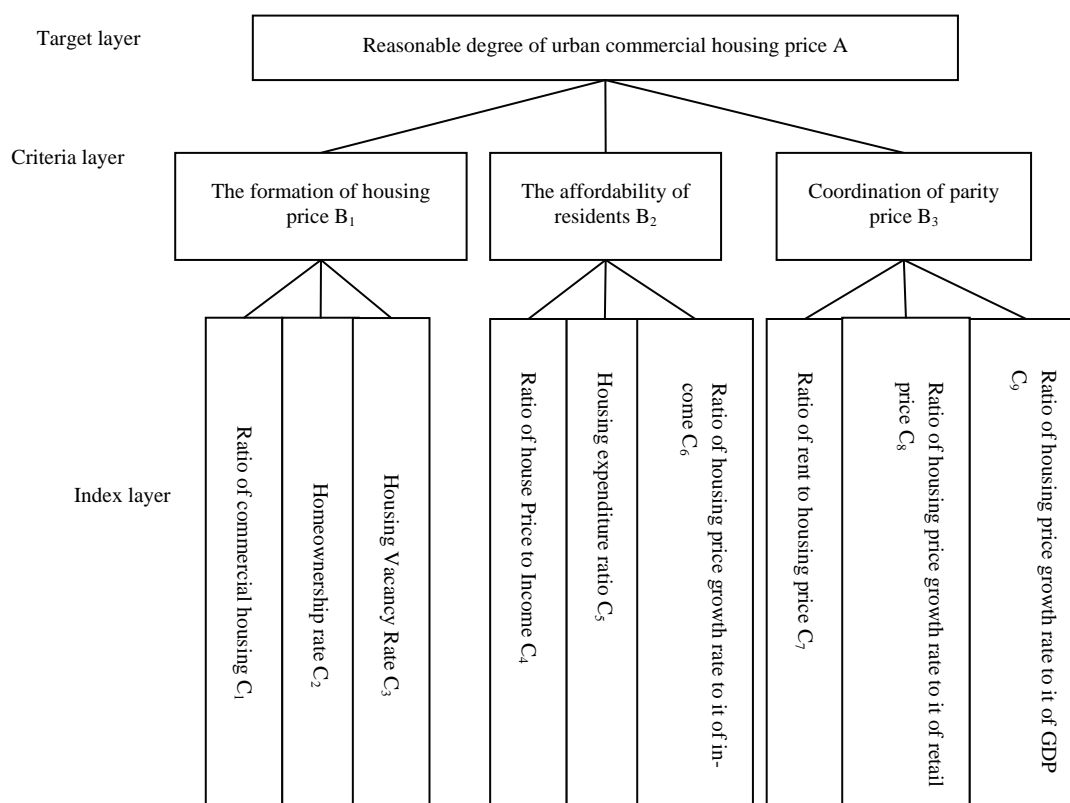 Target layer
Reasonable degree of urban commercial housing price A
Criteria layer
The formation of housing
price B₁
The affordability of
residents B₂
Coordination of parity
price B₃
Index layer
Ratio of commercial housing C₁
Homeownership rate C₂
Housing Vacancy Rate C₃
Ratio of house Price to Income C₄
Housing expenditure ratio C₅
Ratio of housing price growth rate to it of in-
come C₆
Ratio of rent to housing price C₇
Ratio of housing price growth rate to it of retail
price C₈
Ratio of housing price growth rate to it of GDP
C₉